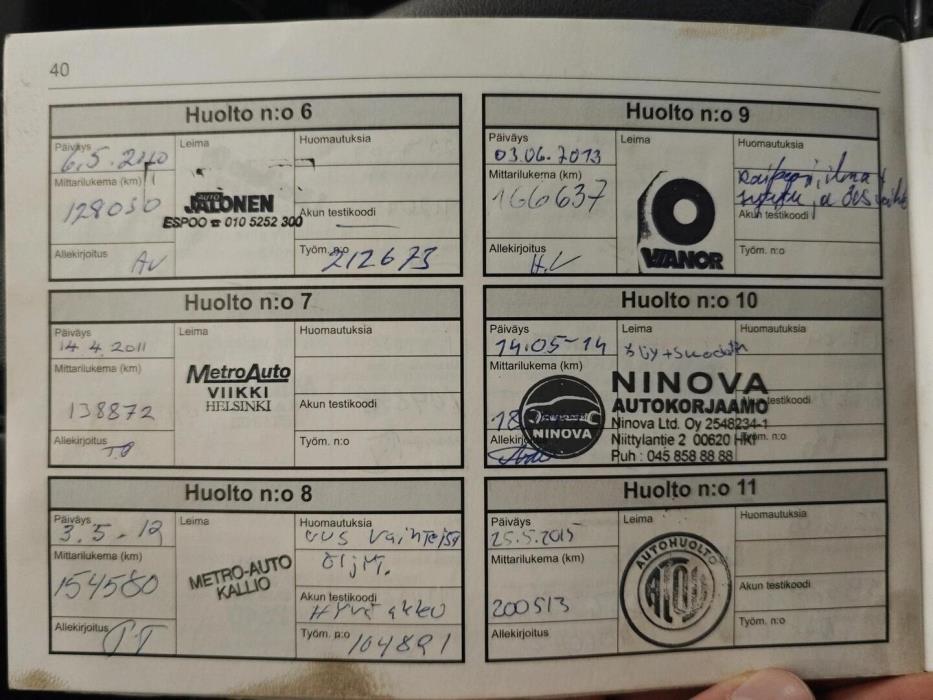 40
Huolto n:o 6
Päiväys
6.5.2010
Leima
Huomautuksia
Mittarilukema (km)
128050
AUTO
JALONEN
ESPOO ☎ 010 5252 300
Akun testikoodi
Allekirjoitus
AV
Työm. n:o
212673
Huolto n:o 7
Päiväys
14.4.2011
Leima
Huomautuksia
Mittarilukema (km)
138872
MetroAuto
VIIKKI
HELSINKI
Akun testikoodi
Allekirjoitus
Työm. n:o
Huolto n:o 8
Päiväys
3.5-12
Leima
Huomautuksia
Mittarilukema (km)
154580
METRO-AUTO
KALLIO
Akun testikoodi
Hyvä akku
Allekirjoitus
TT
Työm. n:o
104891
Huolto n:o 9
Päiväys
03.06.2013
Leima
Huomautuksia
Mittarilukema (km)
166637
VIANOR
Akun testikoodi
Allekirjoitus
Työm. n:o
Huolto n:o 10
Päiväys
14.05-14
Leima
Huomautuksia
Mittarilukema (km)
NINOVA
NINOVA
AUTOKORJAAMO
Ninova Ltd. Oy 2548234-1
Niittylantie 2 00620 HKI
Puh : 045 858 88 88
Huolto n:o 11
Päiväys
25.5.2015
Leima
Huomautuksia
Mittarilukema (km)
200513
AUTOHUOLTO
Akun testikoodi
Allekirjoitus
Työm. n:o